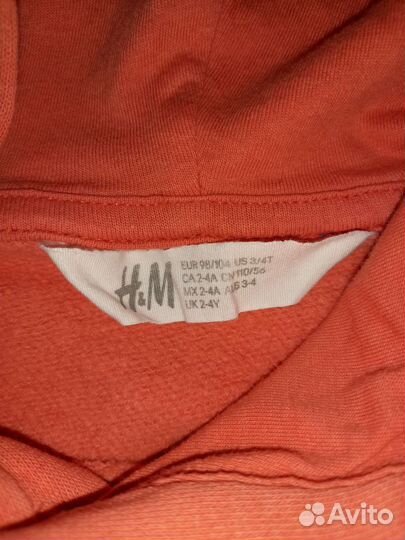 H&M
EUR 98/104 US 3/4T
CA 2-4A CN 110/56
MX 2-4A AUS 3-4
UK 2-4Y
Avito